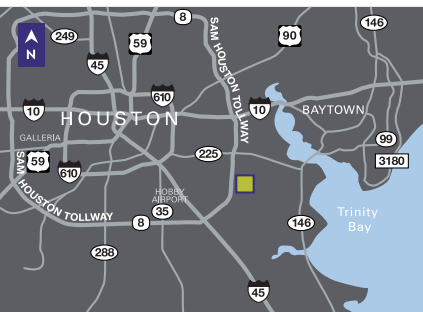 8
146
249
N
59
90
45
SAM HOUSTON TOLLWAY
610
10
10
HOUSTON
BAYTOWN
GALLERIA
99
225
59
3180
610
SAM HOUSTON TOLLWAY
HOBBY
AIRPORT
35
8
146
Trinity
Bay
288
45